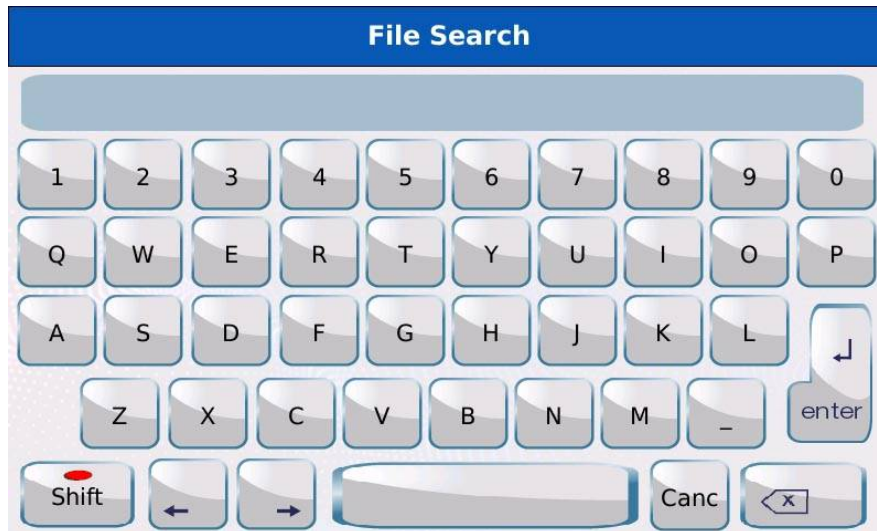 File Search
1 2 3 4 5 6 7 8 9 0
Q W E R T Y U I O P
A S D F G H J K L
Z X C V B N M _ enter
Shift ← → Canc x